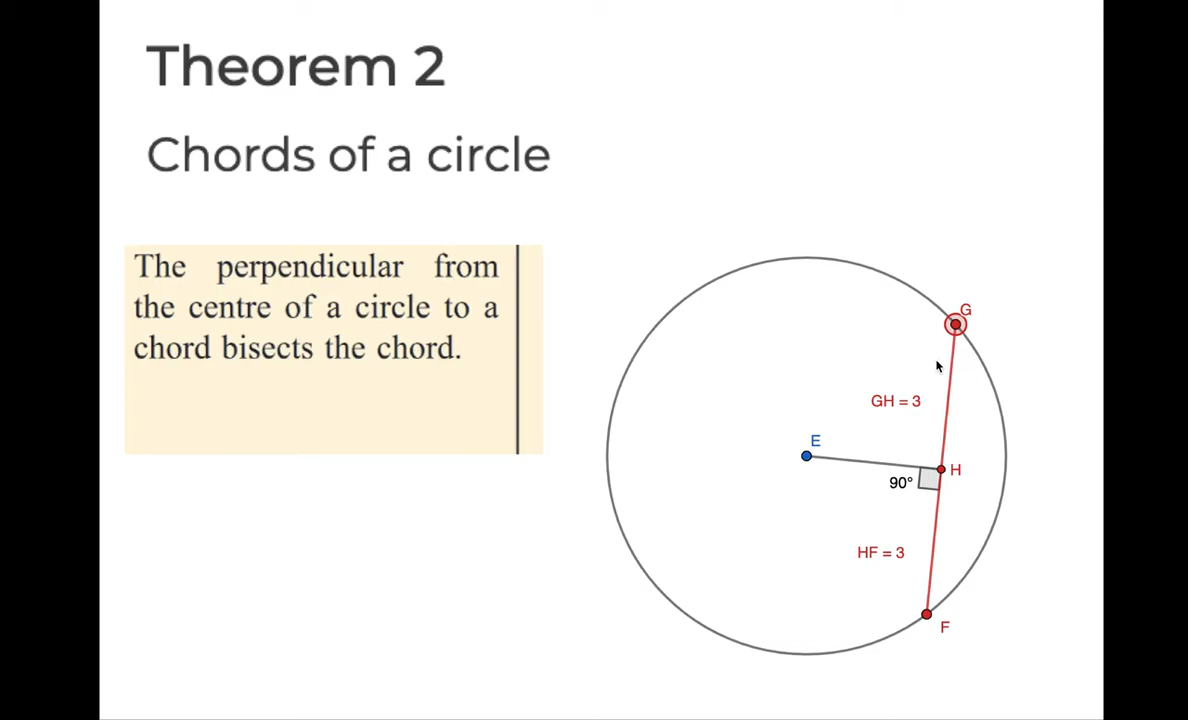 Theorem 2
Chords of a circle
The perpendicular from
the centre of a circle to a
chord bisects the chord.
G
GH = 3
E
H
90°
HF = 3
F